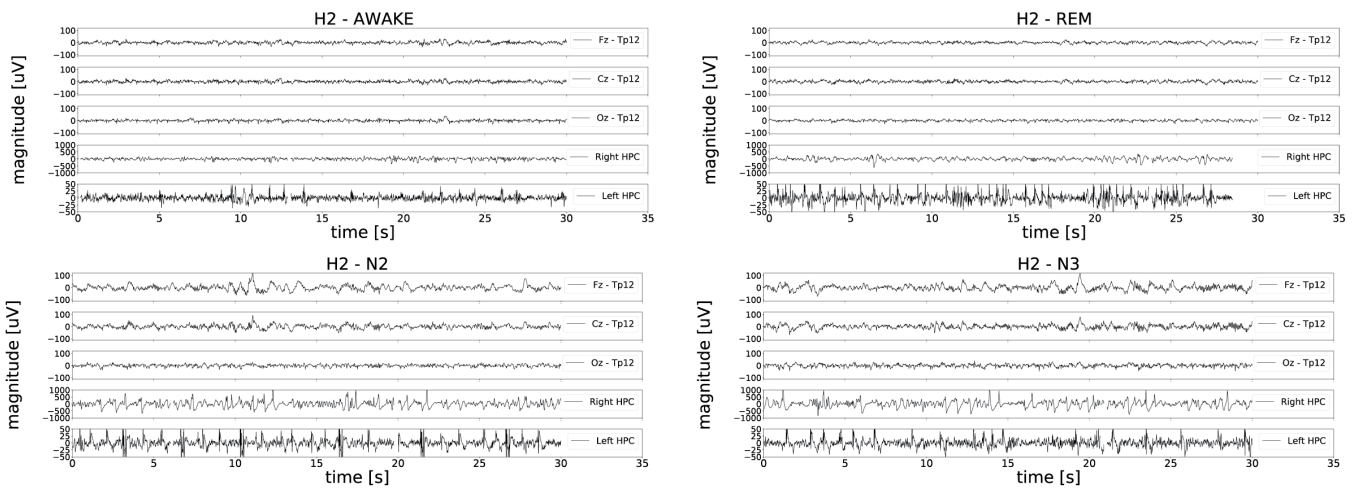 H2 - AWAKE
magnitude [uV]
100
0
−100
Fz - Tp12
100
0
−100
Cz - Tp12
100
0
−100
Oz - Tp12
1000
500
0
−500
−1000
Right HPC
50
25
0
−25
−50
Left HPC
0 5 10 15 20 25 30 35
time [s]
H2 - REM
magnitude [uV]
100
0
−100
Fz - Tp12
100
0
−100
Cz - Tp12
100
0
−100
Oz - Tp12
1000
500
0
−500
−1000
Right HPC
50
25
0
−25
−50
Left HPC
0 5 10 15 20 25 30 35
time [s]
H2 - N2
magnitude [uV]
100
0
−100
Fz - Tp12
100
0
−100
Cz - Tp12
100
0
−100
Oz - Tp12
1000
500
0
−500
−1000
Right HPC
50
25
0
−25
−50
Left HPC
0 5 10 15 20 25 30 35
time [s]
H2 - N3
magnitude [uV]
100
0
−100
Fz - Tp12
100
0
−100
Cz - Tp12
100
0
−100
Oz - Tp12
1000
500
0
−500
−1000
Right HPC
50
25
0
−25
−50
Left HPC
0 5 10 15 20 25 30 35
time [s]